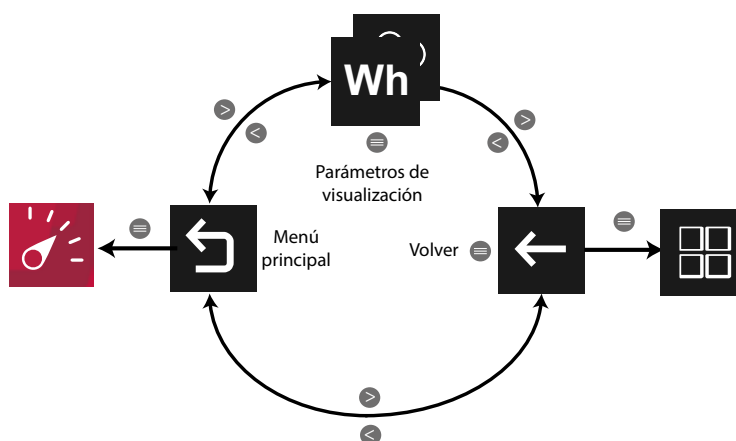 Wh
Parámetros de
visualización
Menú
principal
Volver